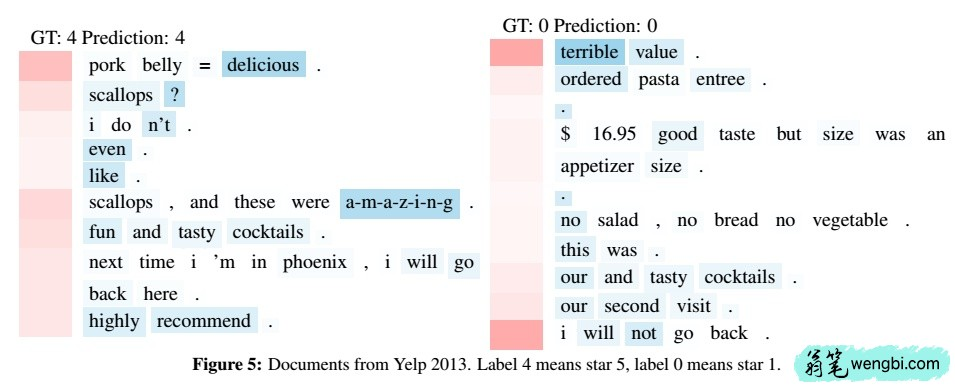 GT: 4 Prediction: 4
pork belly = delicious .
scallops ?
i do n't .
even .
like .
scallops , and these were a-m-a-z-i-n-g .
fun and tasty cocktails .
next time i 'm in phoenix , i will go
back here .
highly recommend .
GT: 0 Prediction: 0
terrible value .
ordered pasta entree .
.
$ 16.95 good taste but size was an
appetizer size .
.
no salad , no bread no vegetable .
this was .
our and tasty cocktails .
our second visit .
i will not go back .
Figure 5: Documents from Yelp 2013. Label 4 means star 5, label 0 means star 1.
翁笔 wengbi.com